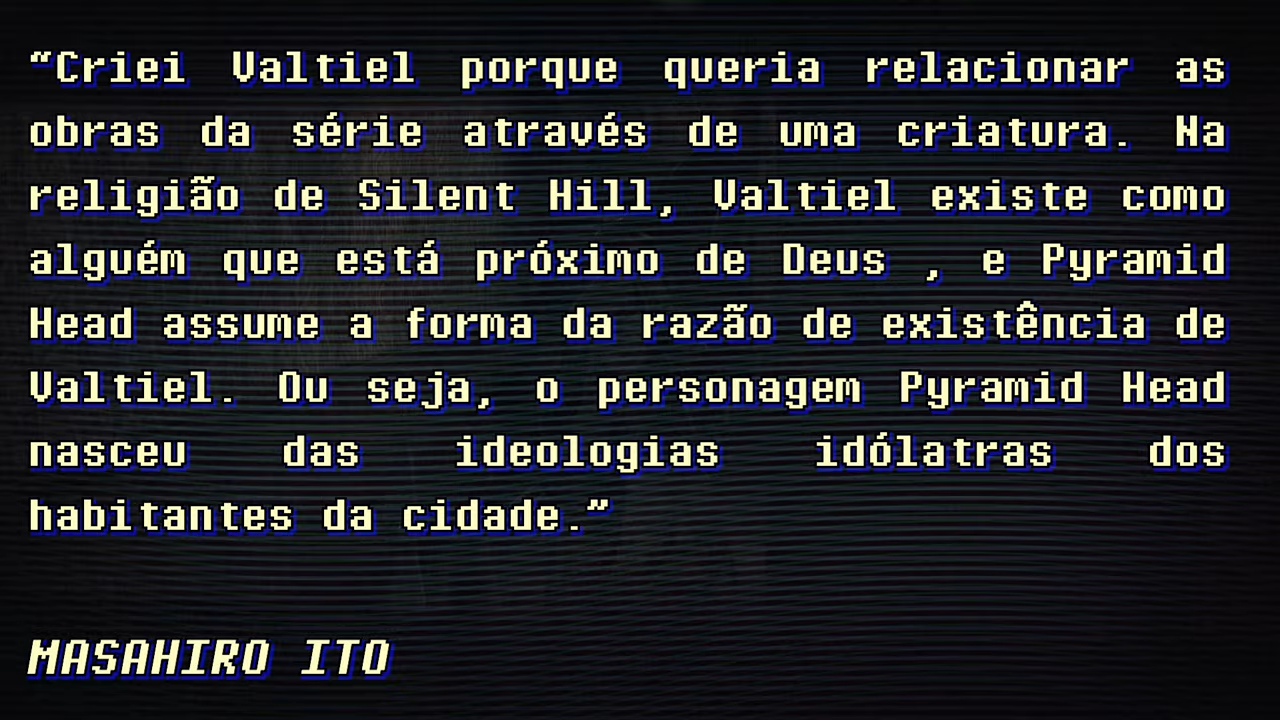 “Criei Valtiel porque queria relacionar as
obras da série através de uma criatura. Na
religião de Silent Hill, Valtiel existe como
alguém que está próximo de Deus , e Pyramid
Head assume a forma da razão de existência de
Valtiel. Ou seja, o personagem Pyramid Head
nasceu das ideologias idólatras dos
habitantes da cidade.”
MASAHIRO ITO